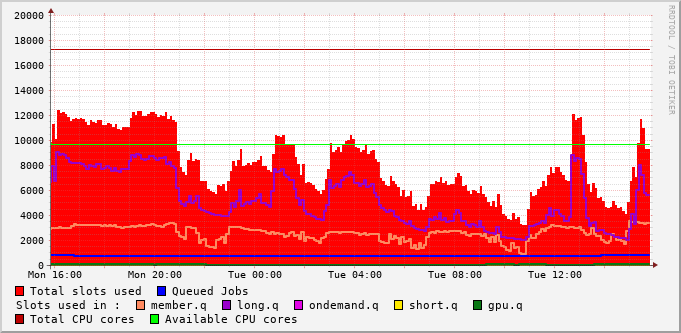 20000
18000
16000
14000
12000
10000
8000
6000
4000
2000
0
Mon 16:00 Mon 20:00 Tue 00:00 Tue 04:00 Tue 08:00 Tue 12:00
Total slots used Queued Jobs
Slots used in : member.q long.q ondemand.q short.q gpu.q
Total CPU cores Available CPU cores
RRDTOOL / TOBI OETIKER